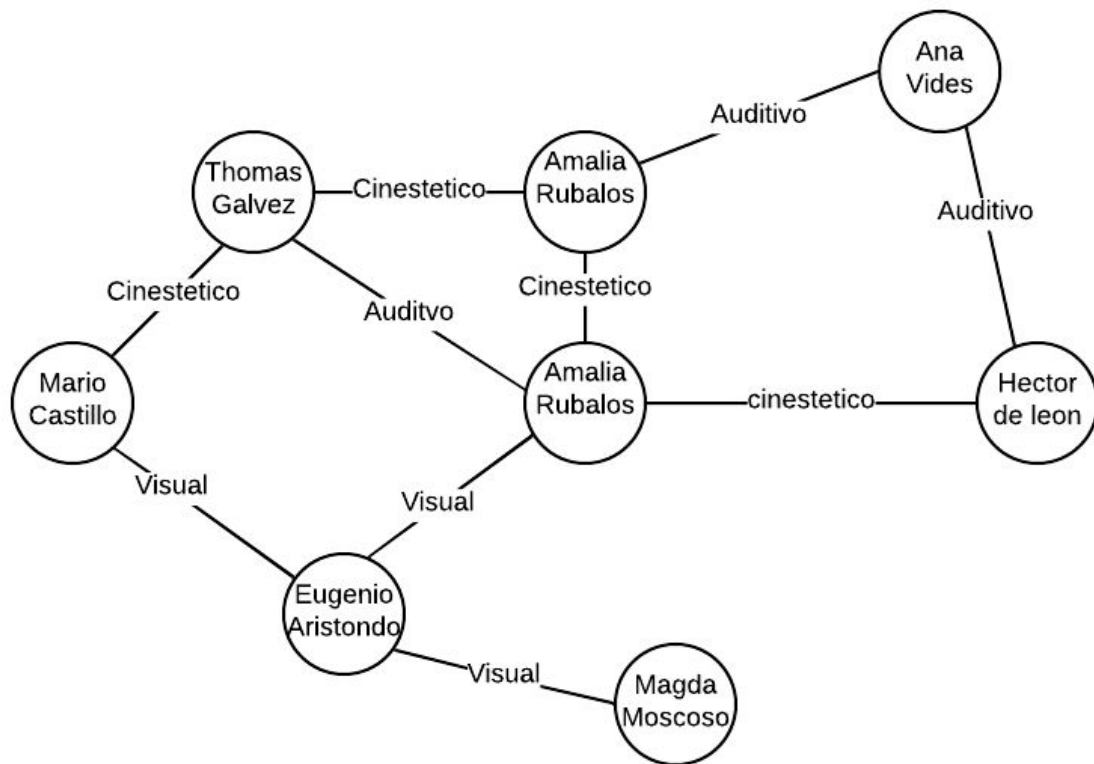 Ana
Vides
Auditivo
Thomas
Galvez
Cinestetico
Amalia
Rubalos
Auditivo
Cinestetico
Cinestetico
Auditvo
Mario
Castillo
Amalia
Rubalos
cinestetico
Hector
de leon
Visual
Visual
Eugenio
Aristondo
Visual
Magda
Moscoso